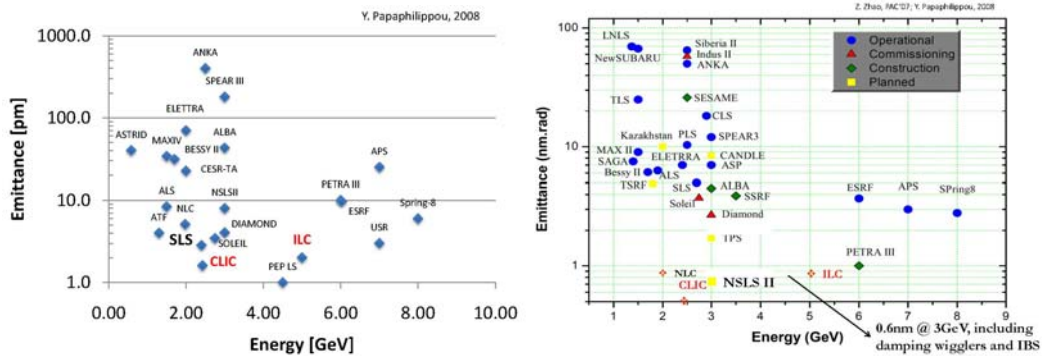 Y. Papaphilippou, 2008
1000.0
100.0
10.0
1.0
Emittance [pm]
0.00
2.00
4.00
6.00
8.00
10.00
Energy [GeV]
ANKA
SPEAR III
ELETTRA
ASTRID
MAXIV
BESSY II
ALBA
CESR-TA
APS
ALS
NSLSII
PETRA III
ESRF
Spring-8
ATF
NLC
DIAMOND
SLS
SOLEIL
ILC
USR
CLIC
PEP LS
Z. Zhao, PAC'07; Y. Papaphilippou, 2008
100
10
1
Emittance (nm.rad)
1
2
3
4
5
6
7
8
9
Energy (GeV)
Operational
Commissioning
Construction
Planned
LNLS
NewSUBARU
Siberia II
Indus II
ANKA
TLS
SESAME
CLS
Kazakhstan
PLS
SPEAR3
MAX II
SAGA
ELETRRA
CANDLE
ASP
Bessy II
ALS
TSRF
SLS
ALBA
Soleil
SSRF
ESRF
APS
SPring8
Diamond
TPS
PETRA III
NLC
CLIC
ILC
NSLS II
0.6nm @ 3GeV, including
damping wigglers and IBS